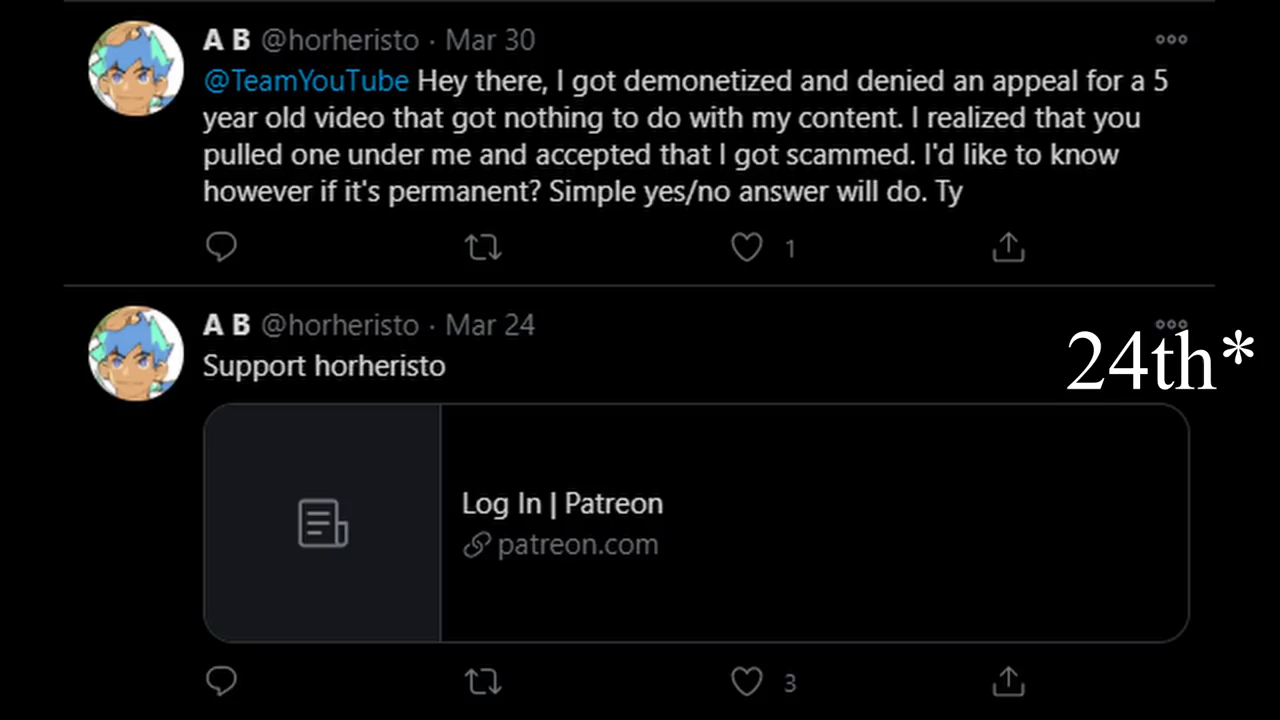 A B @horheristo · Mar 30
@TeamYouTube Hey there, I got demonetized and denied an appeal for a 5
year old video that got nothing to do with my content. I realized that you
pulled one under me and accepted that I got scammed. I'd like to know
however if it's permanent? Simple yes/no answer will do. Ty
1
A B @horheristo · Mar 24
24th*
Support horheristo
Log In | Patreon
patreon.com
3